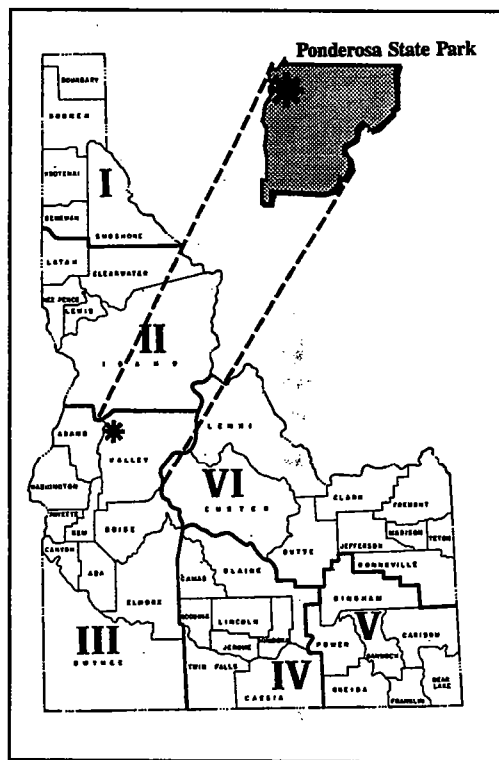 Ponderosa State Park
BOUNDARY
BONNER
KOOTENAI
I
BENEWAH
SHOSHONE
LATAH
CLEARWATER
NEZ PERCE
LEWIS
II
IDAHO
ADAMS
VALLEY
LEMHI
WASHINGTON
VI
CUSTER
CLARK
FREMONT
PAYETTE
GEM
BOISE
BUTTE
JEFFERSON
MADISON
TETON
CANYON
ADA
ELMORE
CAMAS
BLAINE
BONNEVILLE
BINGHAM
GOODING
LINCOLN
III
OWYHEE
JEROME
MINIDOKA
POWER
V
CARIBOU
BANNOCK
TWIN FALLS
IV
CASSIA
ONEIDA
FRANKLIN
BEAR
LAKE